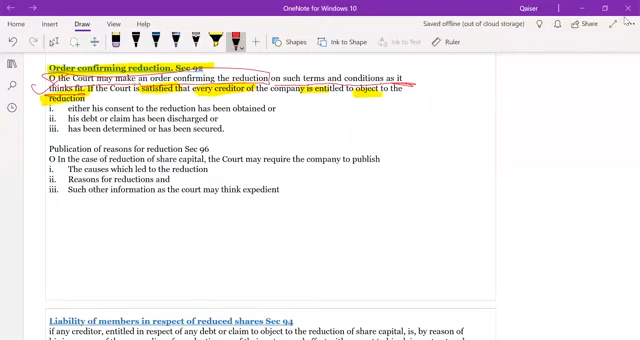 OneNote for Windows 10
Qaiser
File
Home
Insert
Draw
View
Help
Saved offline (out of cloud storage)
Shapes
Ink to Shape
Ink to Text
Ruler
Order confirming reduction. Sec 92
O the Court may make an order confirming the reduction on such terms and conditions as it
thinks fit. If the Court is satisfied that every creditor of the company is entitled to object to the
reduction
i. either his consent to the reduction has been obtained or
ii. his debt or claim has been discharged or
iii. has been determined or has been secured.
Publication of reasons for reduction Sec 96
O In the case of reduction of share capital, the Court may require the company to publish
i. The causes which led to the reduction
ii. Reasons for reductions and
iii. Such other information as the court may think expedient
Liability of members in respect of reduced shares Sec 94
if any creditor, entitled in respect of any debt or claim to object to the reduction of share capital, is, by reason of